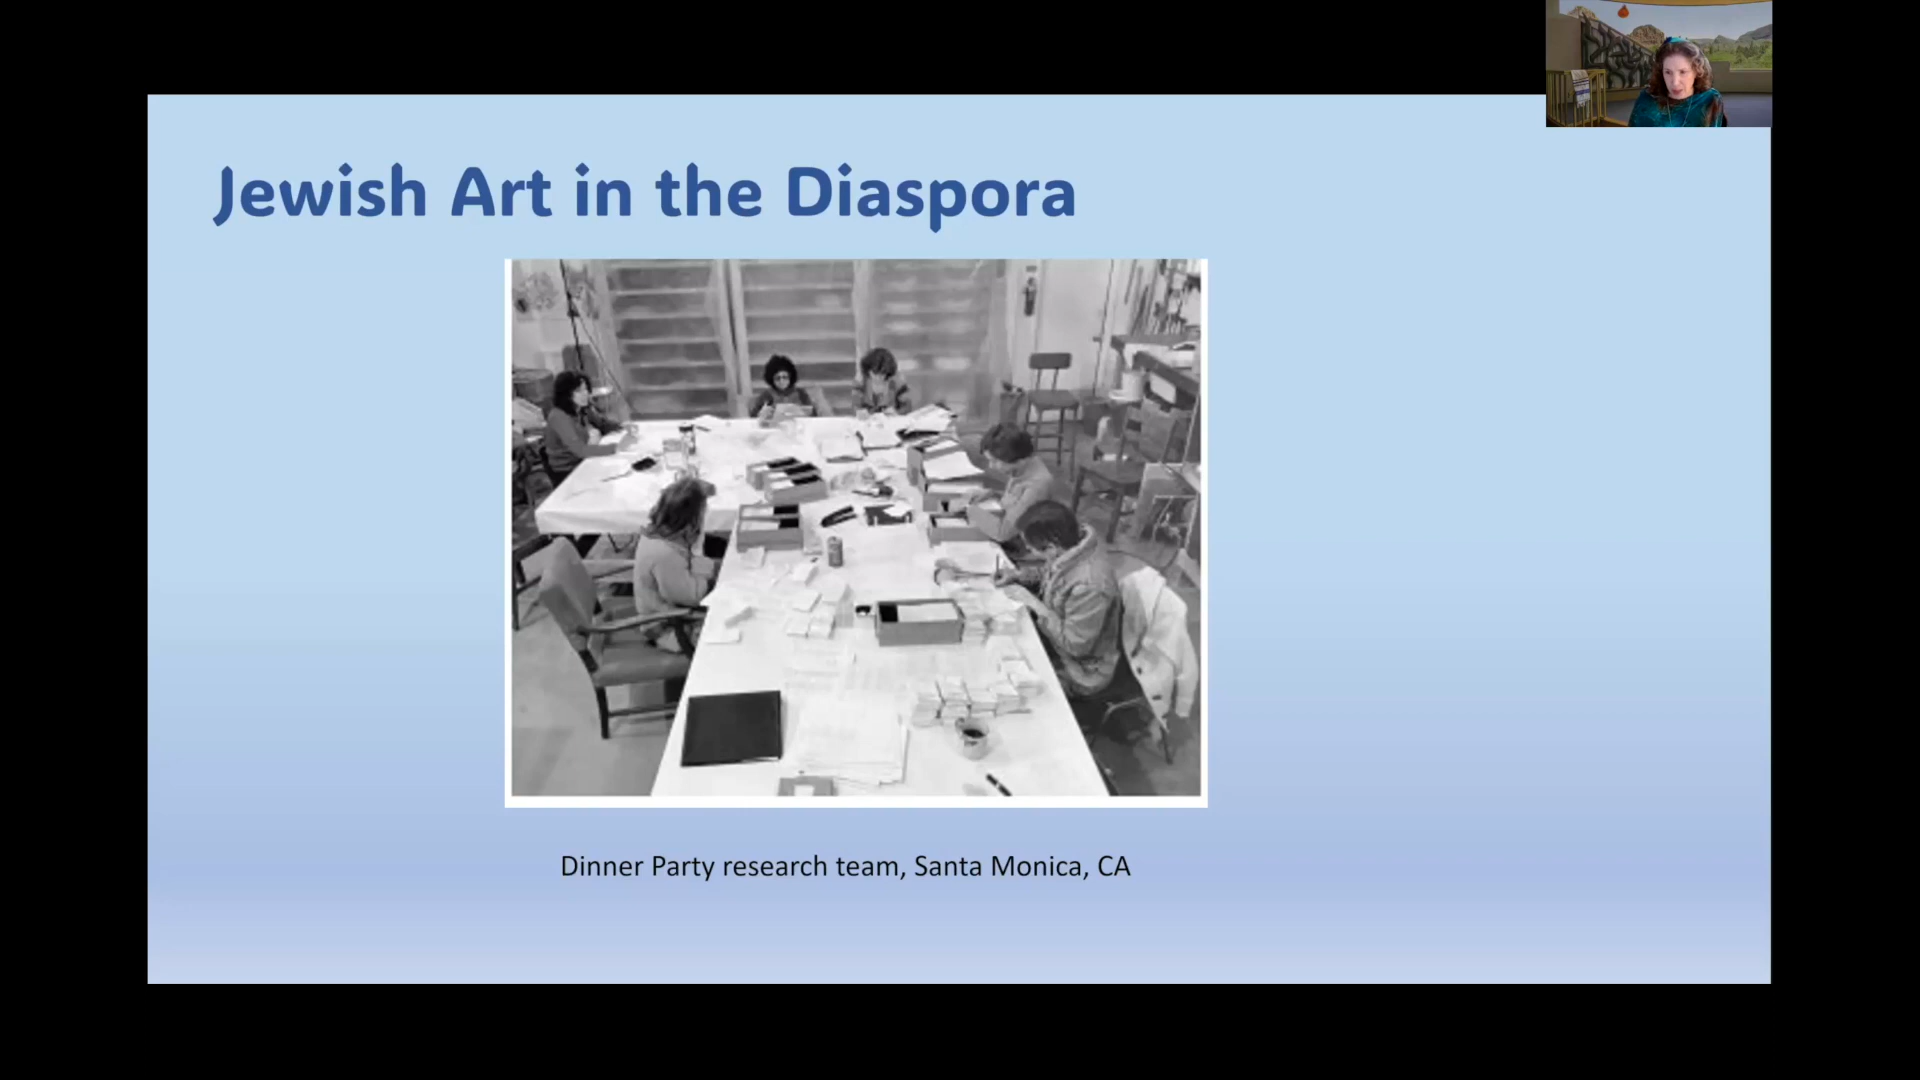 Jewish Art in the Diaspora
Dinner Party research team, Santa Monica, CA